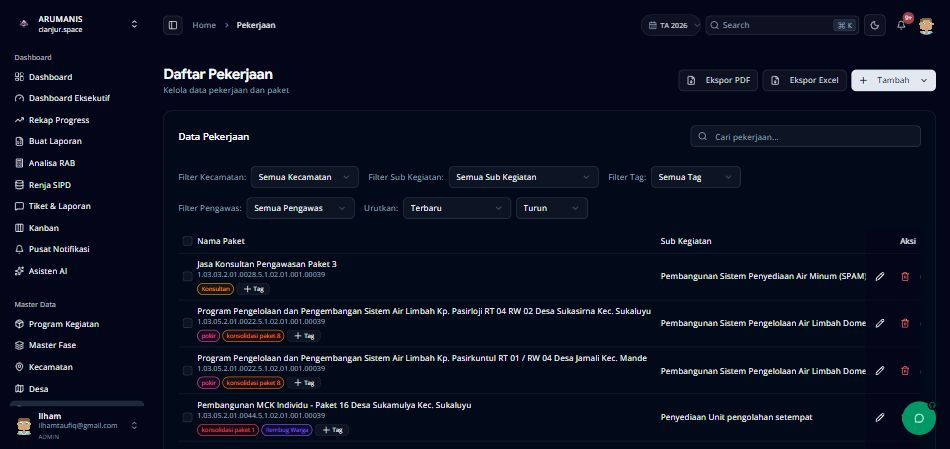 ARUMANIS
cianjur.space
Home > Pekerjaan
TA 2026
Search
⌘ K
9+
Dashboard
Dashboard
Dashboard Eksekutif
Rekap Progress
Buat Laporan
Analisa RAB
Renja SIPD
Tiket & Laporan
Kanban
Pusat Notifikasi
Asisten AI
Master Data
Program Kegiatan
Master Fase
Kecamatan
Desa
Ilham
ilhamtaufiq@gmail.com
ADMIN
Daftar Pekerjaan
Kelola data pekerjaan dan paket
Ekspor PDF
Ekspor Excel
+ Tambah
Data Pekerjaan
Cari pekerjaan...
Filter Kecamatan: Semua Kecamatan
Filter Sub Kegiatan: Semua Sub Kegiatan
Filter Tag: Semua Tag
Filter Pengawas: Semua Pengawas
Urutkan: Terbaru
Turun
Nama Paket Sub Kegiatan Aksi
Jasa Konsultan Pengawasan Paket 3
1.03.03.2.01.0028.5.1.02.01.001.00039
Konsultan + Tag
Pembangunan Sistem Penyediaan Air Minum (SPAM)
Program Pengelolaan dan Pengembangan Sistem Air Limbah Kp. Pasirloji RT 04 RW 02 Desa Sukasirna Kec. Sukaluyu
1.03.05.2.01.0022.5.1.02.01.001.00039
pokir konsolidasi paket 8 + Tag
Pembangunan Sistem Pengelolaan Air Limbah Dome
Program Pengelolaan dan Pengembangan Sistem Air Limbah Kp. Pasirkuntul RT 01 / RW 04 Desa Jamali Kec. Mande
1.03.05.2.01.0022.5.1.02.01.001.00039
pokir konsolidasi paket 8 + Tag
Pembangunan Sistem Pengelolaan Air Limbah Dome
Pembangunan MCK Individu - Paket 16 Desa Sukamulya Kec. Sukaluyu
1.03.05.2.01.0044.5.1.02.01.001.00039
konsolidasi paket 1 Rembug Warga + Tag
Penyediaan Unit pengolahan setempat